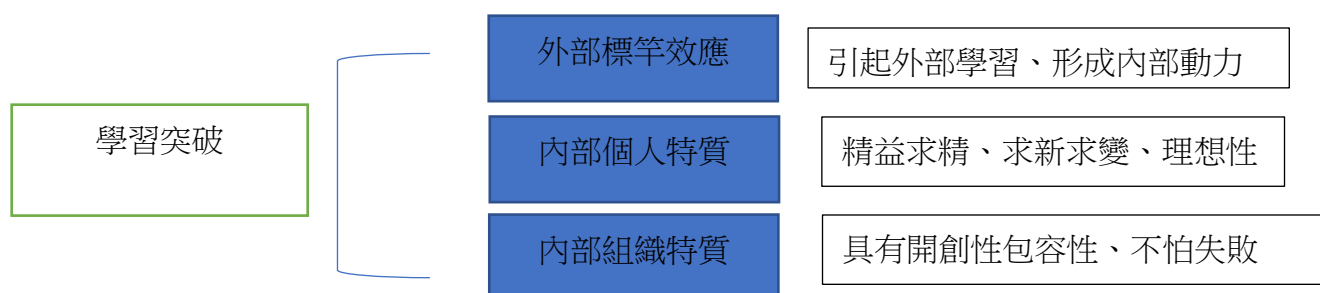 學習突破
外部標竿效應
引起外部學習、形成內部動力
內部個人特質
精益求精、求新求變、理想性
內部組織特質
具有開創性包容性、不怕失敗